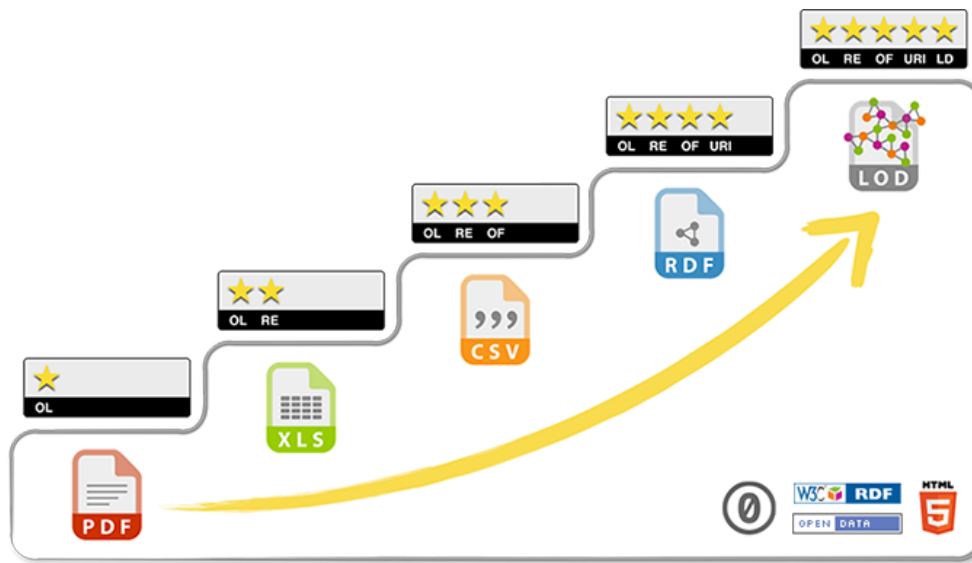 OL RE OF URI LD
OL RE OF URI
LOD
OL RE OF
RDF
OL RE
,,,
CSV
OL
XLS
PDF
0
W3C RDF
OPEN DATA
HTML
5